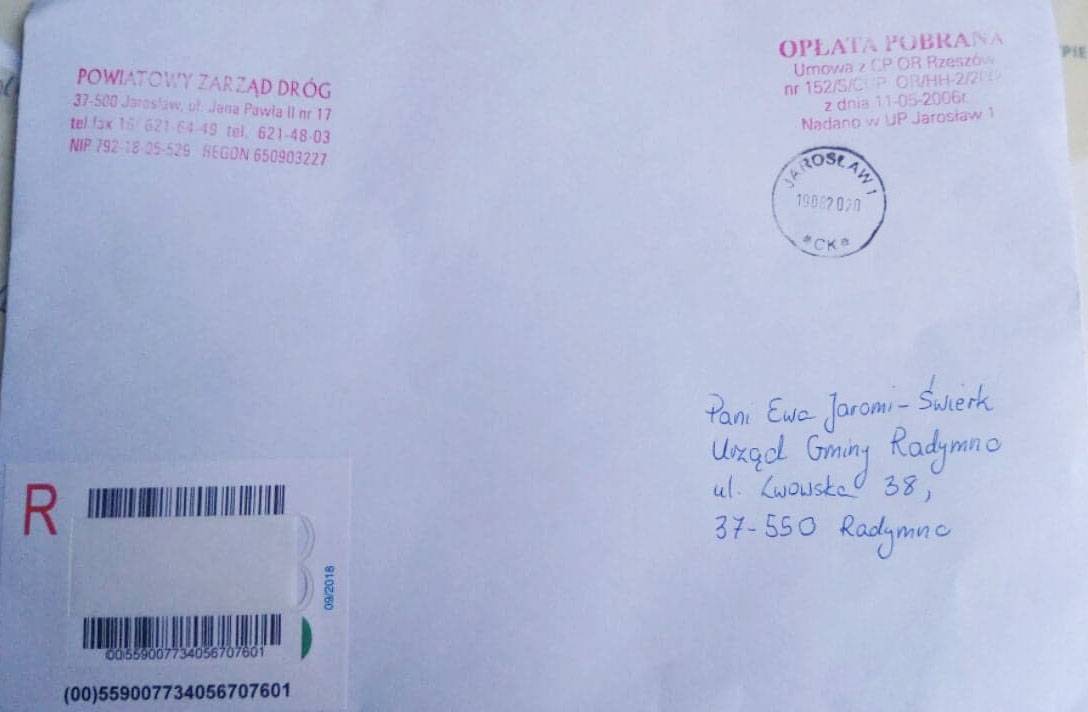 POWIATOWY ZARZĄD DRÓG
37-500 Jarosław, ul. Jana Pawła II nr 17
tel.fax 16/ 621-64-49 tel. 621-48-03
NIP 792-18-05-529 REGON 650903227
OPŁATA POBRANA
Umowa z CP OR Rzeszów
nr
z dnia 11-05-2006r.
Nadano w UP Jarosław 1
JAROSŁAW 1
*CK*
Pani Ewa Jaromi-Świerk
Urząd Gminy Radymno
ul. Lwowska 38,
37-550 Radymno
R
09/2018
00559007734056707601
(00)559007734056707601